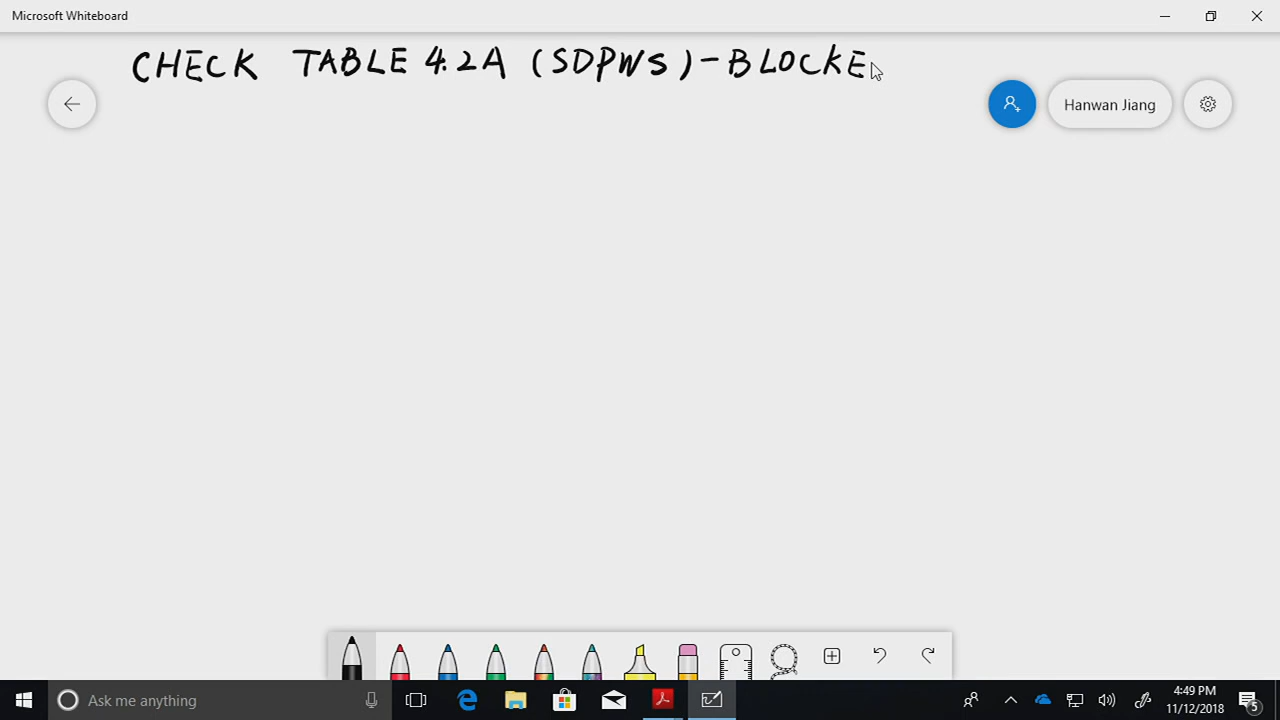 Microsoft Whiteboard
CHECK TABLE 4.2A (SDPWS)-BLOCKE
Hanwan Jiang
Ask me anything
4:49 PM
11/12/2018
5